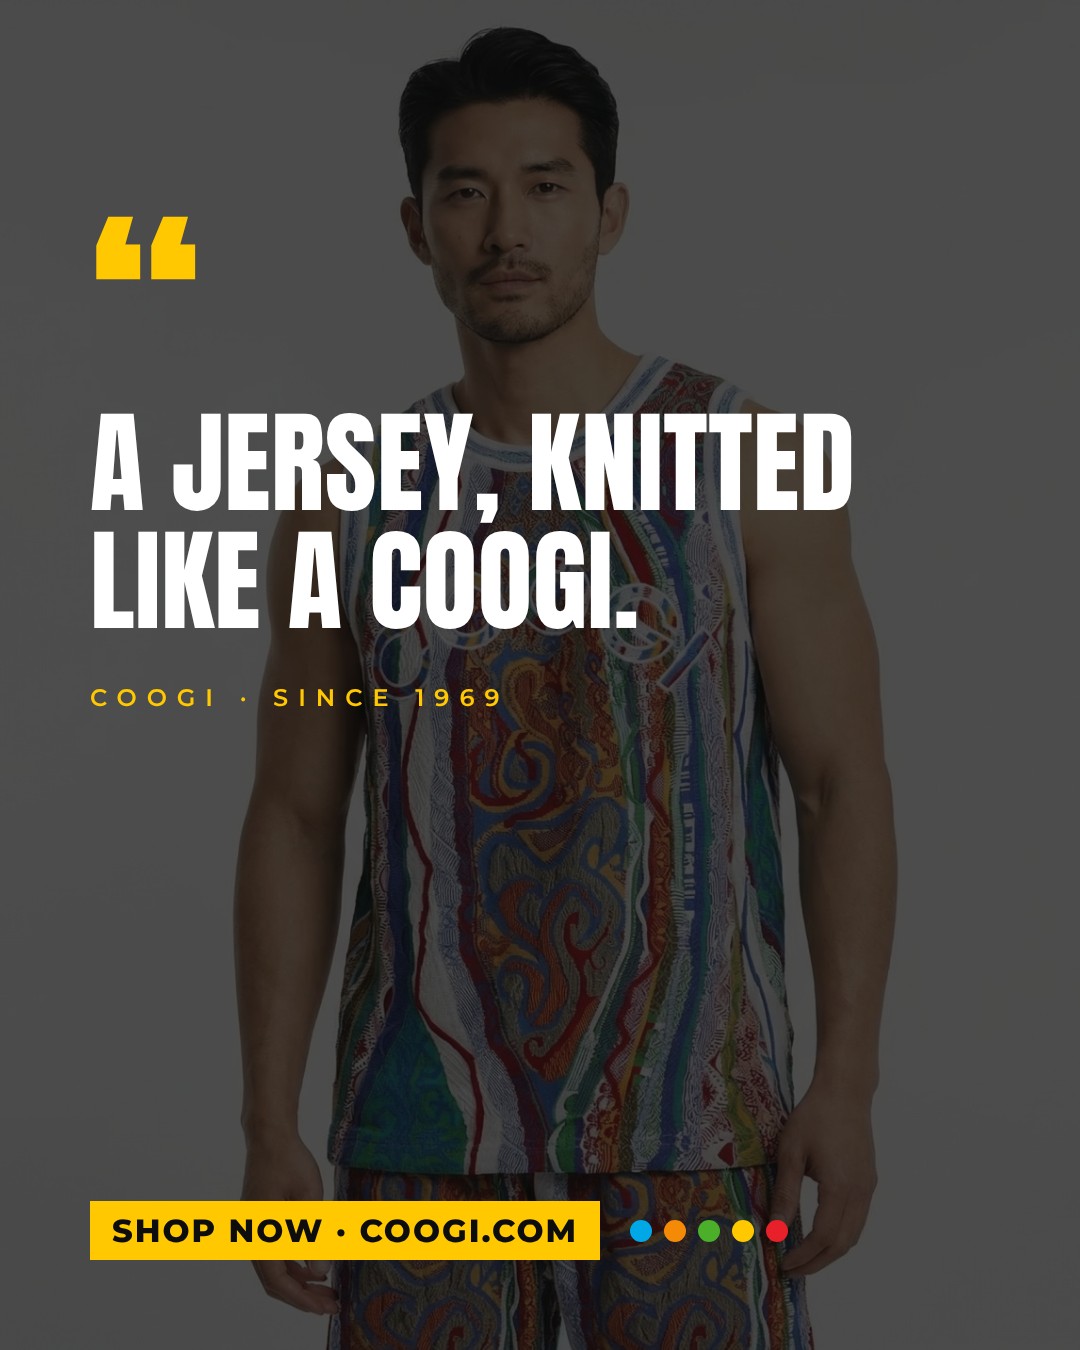 “
A JERSEY, KNITTED
LIKE A COOGI.
COOGI · SINCE 1969
SHOP NOW · COOGI.COM